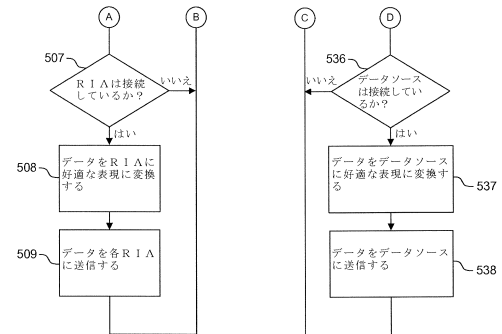 A
B
507
ＲＩＡは接続
しているか？
いいえ
はい
508
データをＲＩＡに
好適な表現に変換
する
509
データを各ＲＩＡ
に送信する
C
D
536
いいえ
データソース
は接続してい
るか？
はい
データをデータソース
に好適な表現に変換す
る
537
データをデータソース
に送信する
538